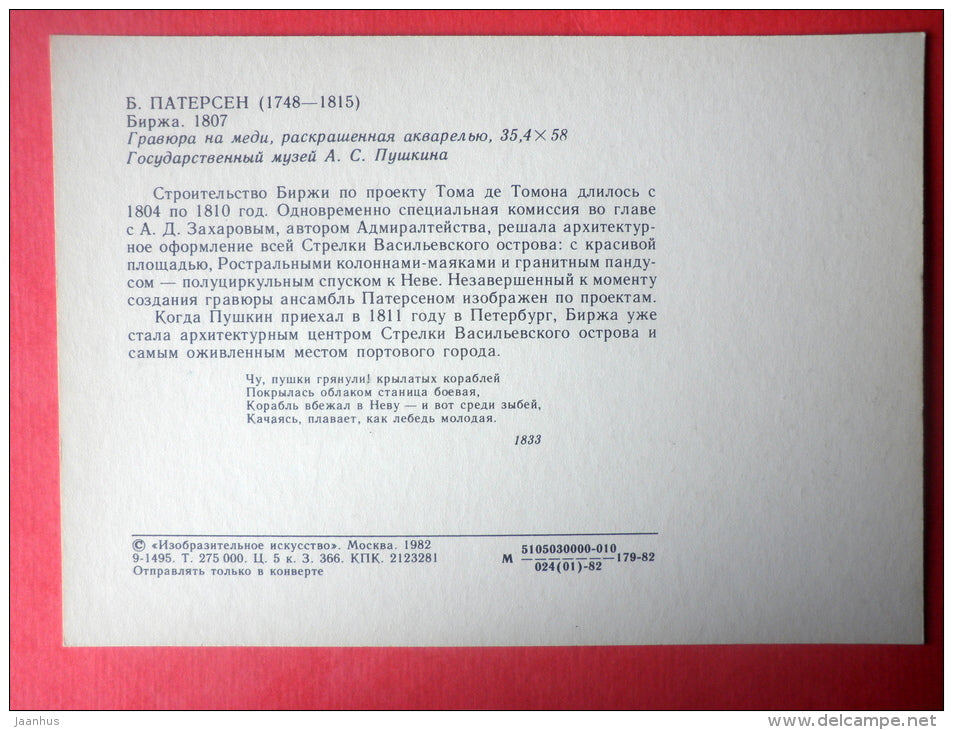 Б. ПАТЕРСЕН (1748—1815)
Биржа. 1807
Гравюра на меди, раскрашенная акварелью, 35,4×58
Государственный музей А. С. Пушкина
Строительство Биржи по проекту Тома де Томона длилось с
1804 по 1810 год. Одновременно специальная комиссия во главе
с А. Д. Захаровым, автором Адмиралтейства, решала архитектур-
ное оформление всей Стрелки Васильевского острова: с красивой
площадью, Ростральными колоннами-маяками и гранитным панду-
сом — полуциркульным спуском к Неве. Незавершенный к моменту
создания гравюры ансамбль Патерсеном изображен по проектам.
Когда Пушкин приехал в 1811 году в Петербург, Биржа уже
стала архитектурным центром Стрелки Васильевского острова и
самым оживленным местом портового города.
Чу, пушки грянули! крылатых кораблей
Покрылась облаком станица боевая,
Корабль вбежал в Неву — и вот среди зыбей,
Качаясь, плавает, как лебедь молодая.
1833
© «Изобразительное искусство». Москва. 1982
9-1495. Т. 275 000. Ц. 5 к. З. 366. КПК. 2123281
Отправлять только в конверте
М 5105030000-010
024(01)-82 179-82
jaanhus
www.delcampe.net